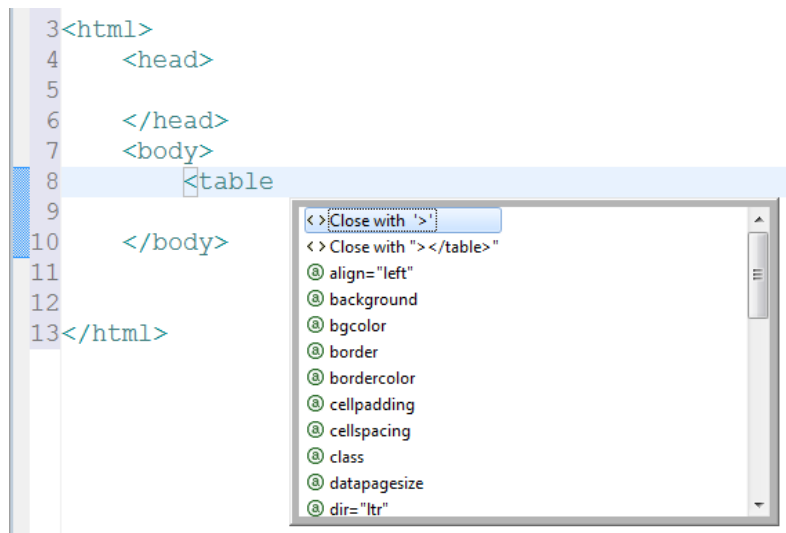 3<html>
4 <head>
5
6 </head>
7 <body>
8 <table
9
10 </body>
11
12
13</html>
<> Close with '>'
<> Close with "></table>"
@ align="left"
@ background
@ bgcolor
@ border
@ bordercolor
@ cellpadding
@ cellspacing
@ class
@ datapagesize
@ dir="ltr"